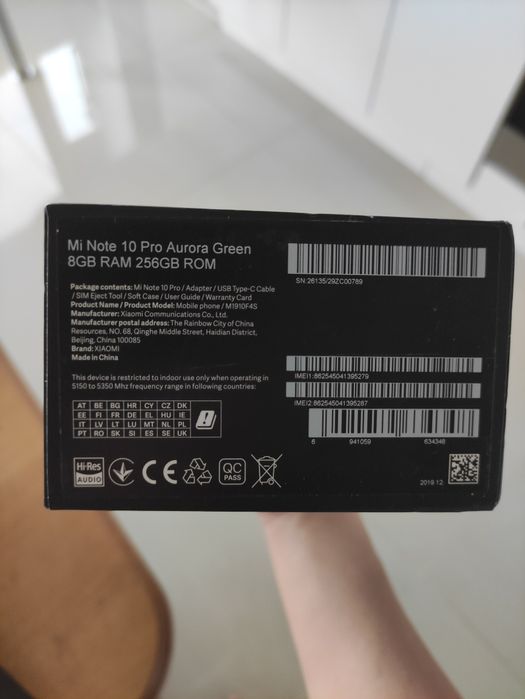 Mi Note 10 Pro Aurora Green
8GB RAM 256GB ROM
Package contents: Mi Note 10 Pro / Adapter / USB Type-C Cable
/ SIM Eject Tool / Soft Case / User Guide / Warranty Card
Product Name / Product Model: Mobile phone / M1910F4S
Manufacturer: Xiaomi Communications Co., Ltd.
Manufacturer postal address: The Rainbow City of China
Resources, NO. 68, Qinghe Middle Street, Haidian District,
Beijing, China 100085
Brand: XIAOMI
Made in China
This device is restricted to indoor use only when operating in
5150 to 5350 Mhz frequency range in following countries:
AT BE BG HR CY CZ DK
EE FI FR DE EL HU IE
IT LV LT LU MT NL PL
PT RO SK SI ES SE UK
Hi-Res
AUDIO
CE
QC
PASS
SN:26135/29ZC00789
IMEI1:862545041395279
IMEI2:862545041395287
6 941059 634348
2019.12